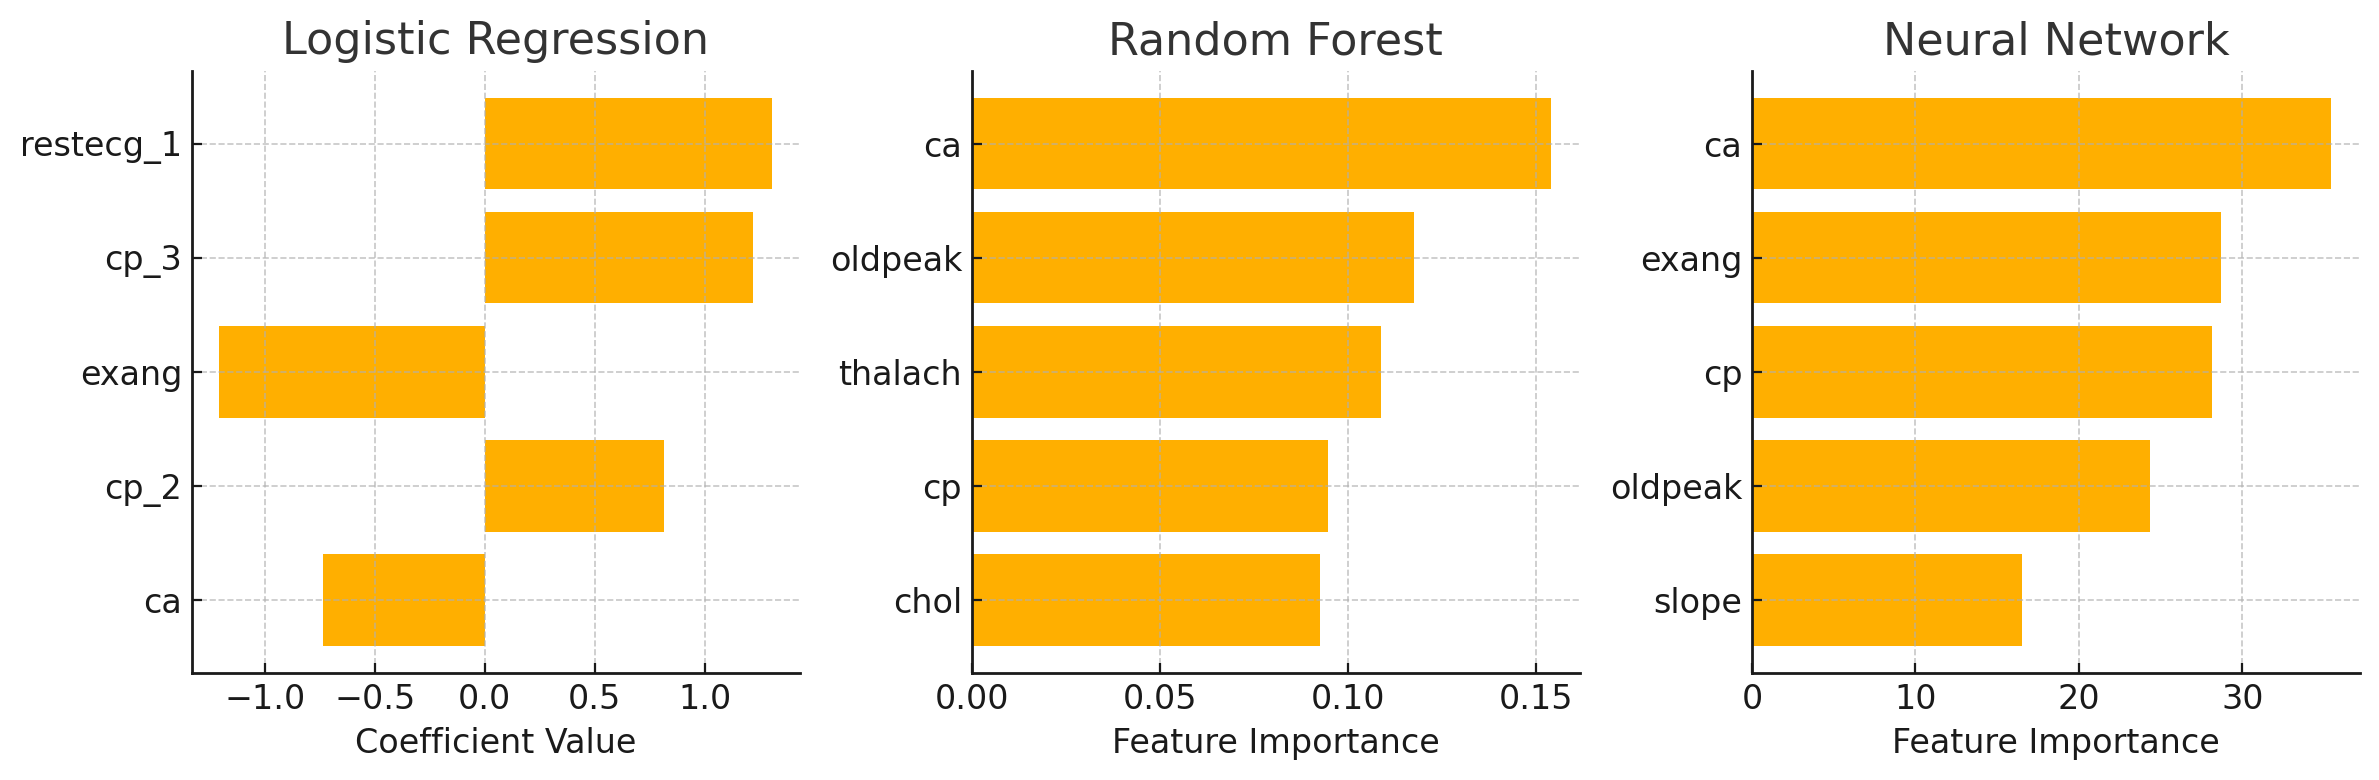 Logistic Regression
restecg_1
cp_3
exang
cp_2
ca
−1.0 −0.5 0.0 0.5 1.0
Coefficient Value
Random Forest
ca
oldpeak
thalach
cp
chol
0.00 0.05 0.10 0.15
Feature Importance
Neural Network
ca
exang
cp
oldpeak
slope
0 10 20 30
Feature Importance